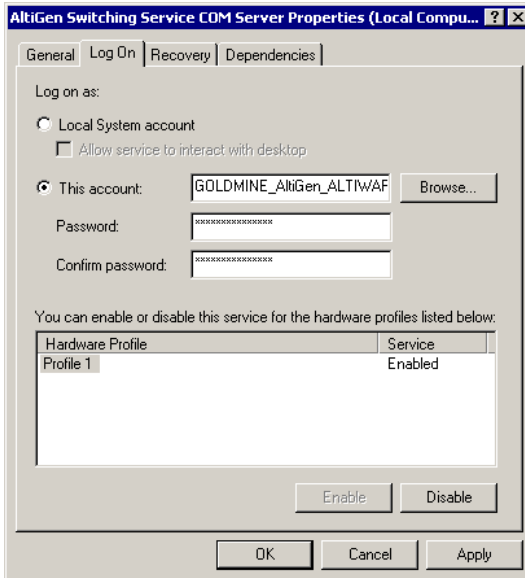 AltiGen Switching Service COM Server Properties (Local Compu... ? X
General Log On Recovery Dependencies
Log on as:
Local System account
Allow service to interact with desktop
This account: GOLDMINE_AltiGen_ALTIWAF Browse...
Password: ***************
Confirm password: ***************
You can enable or disable this service for the hardware profiles listed below:
Hardware Profile Service
Profile 1 Enabled
Enable Disable
OK Cancel Apply